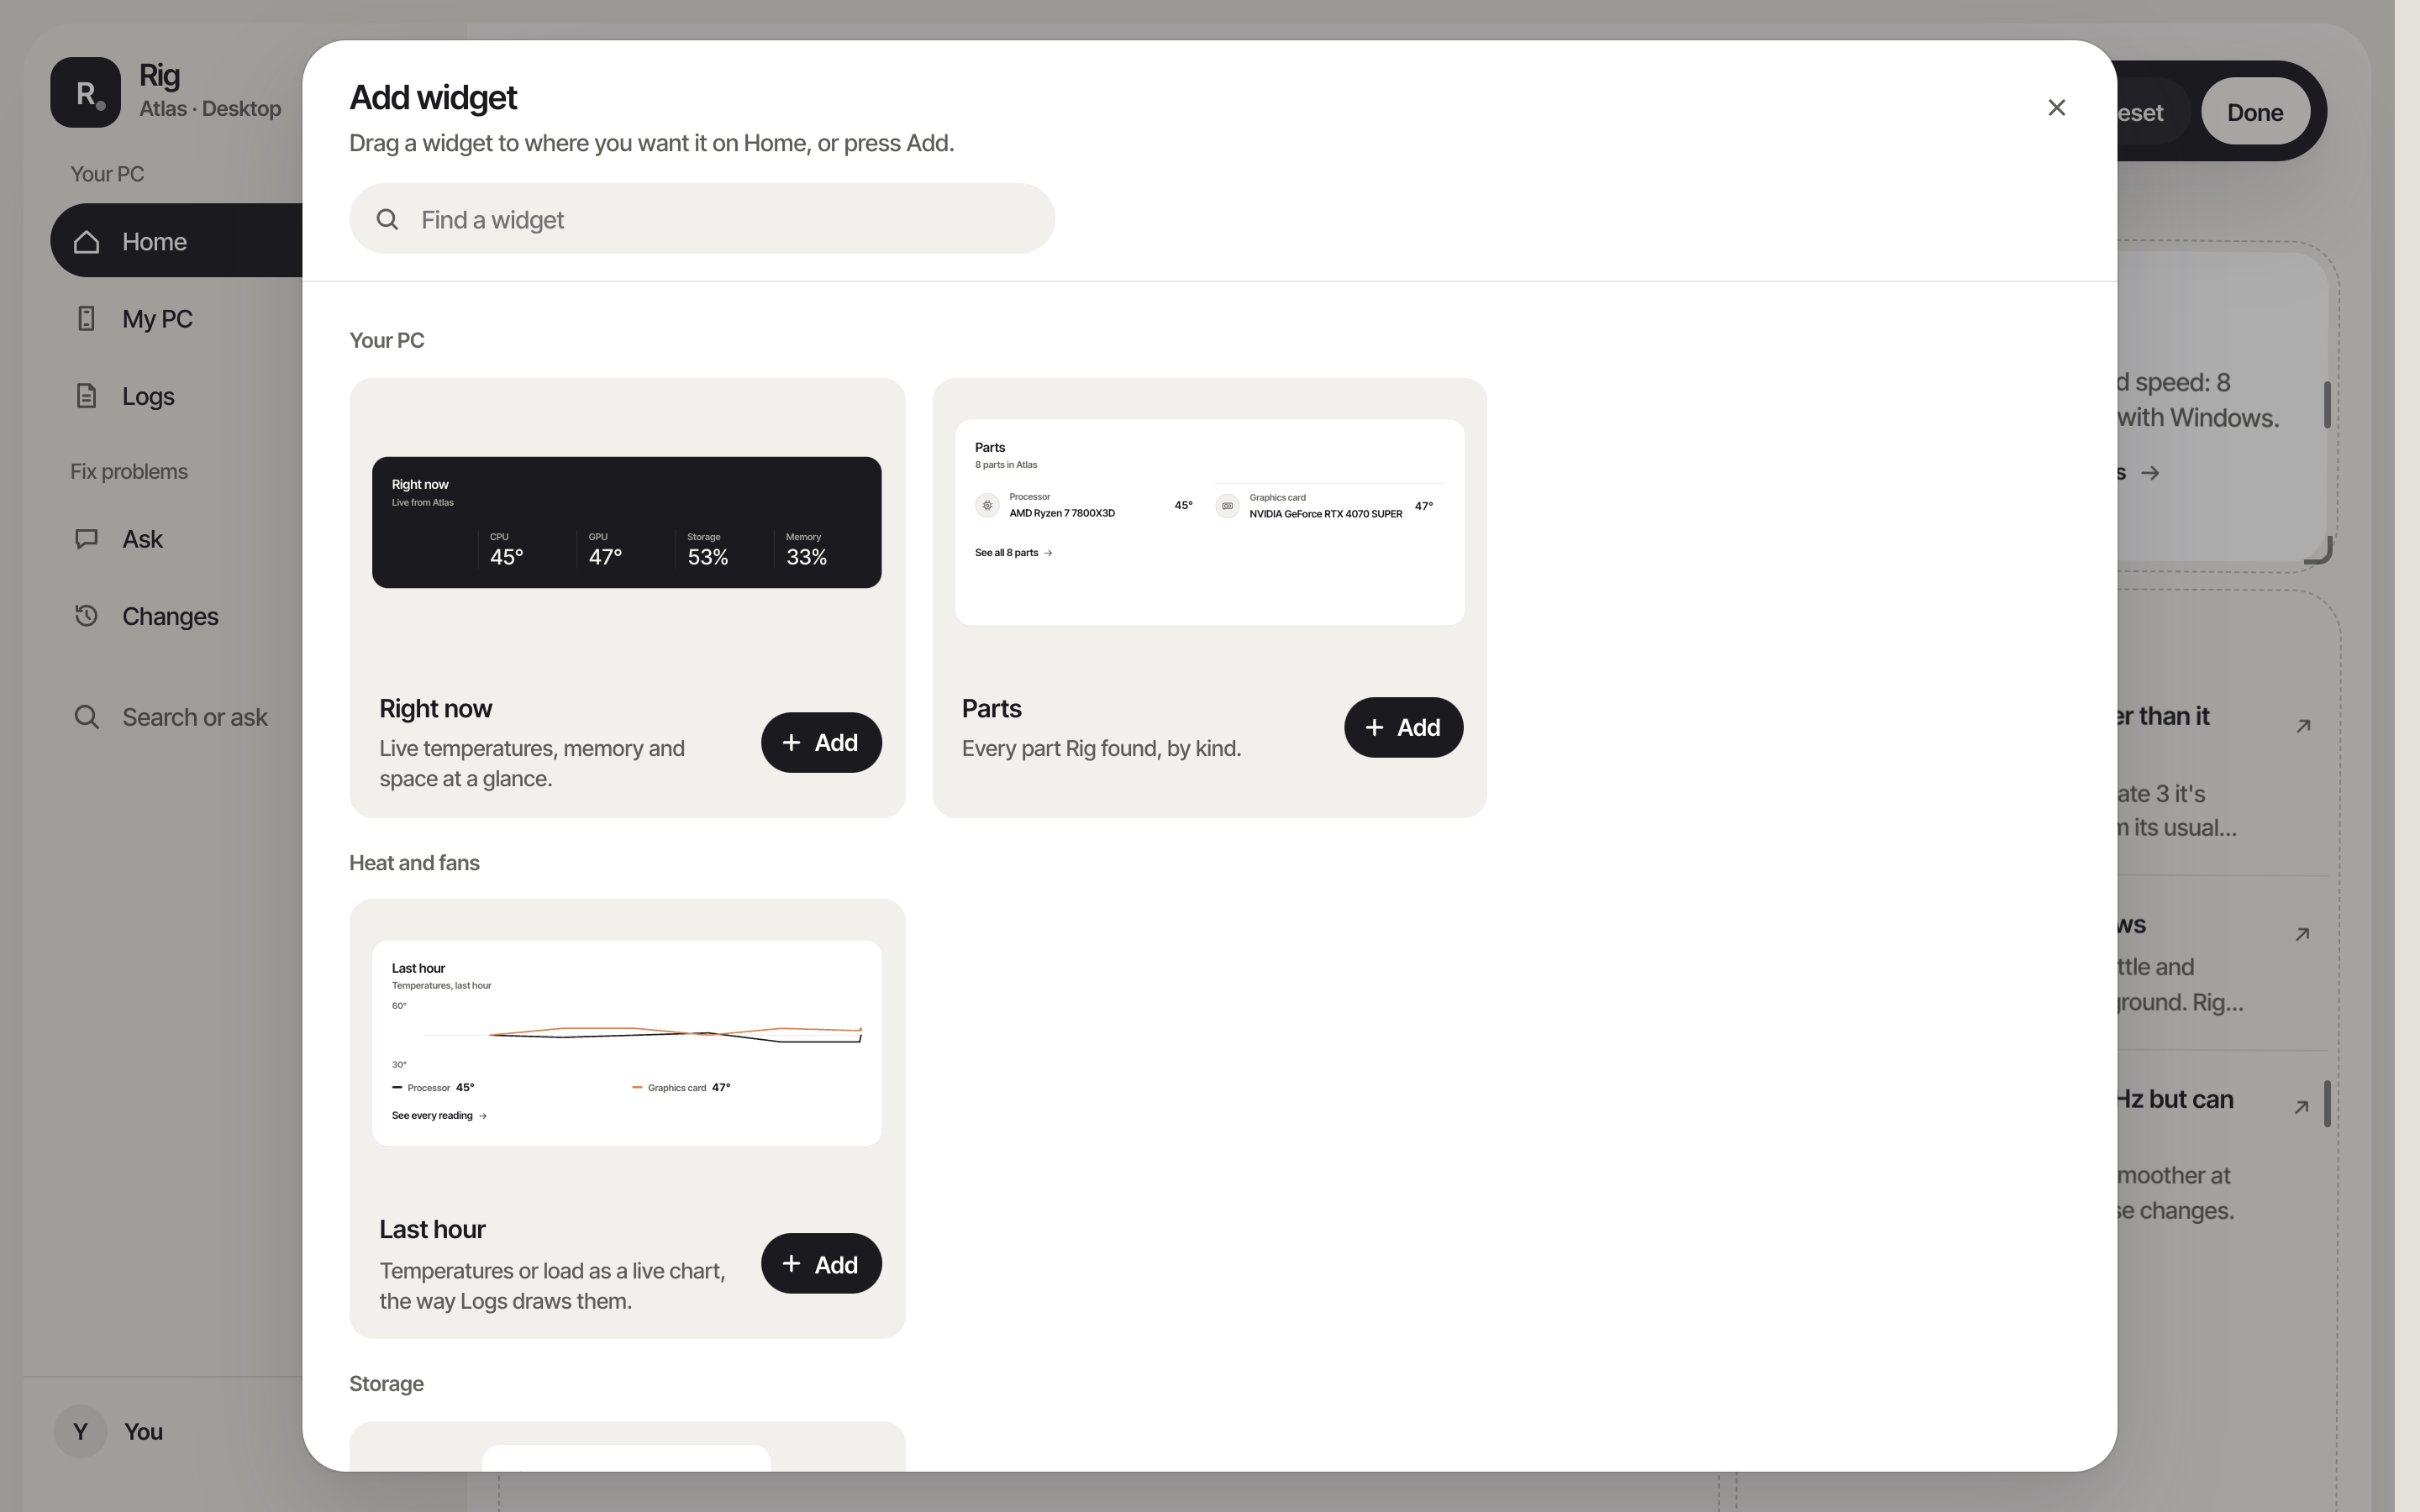 R.
Rig
Atlas · Desktop
Your PC
Home
My PC
Logs
Fix problems
Ask
Changes
Search or ask
Y
You
Add widget
Drag a widget to where you want it on Home, or press Add.
Find a widget
Your PC
Right now
Live from Atlas
CPU
45°
GPU
47°
Storage
53%
Memory
33%
Right now
Live temperatures, memory and
space at a glance.
+ Add
Parts
8 parts in Atlas
Processor
AMD Ryzen 7 7800X3D
45°
Graphics card
NVIDIA GeForce RTX 4070 SUPER
47°
See all 8 parts →
Parts
Every part Rig found, by kind.
+ Add
Heat and fans
Last hour
Temperatures, last hour
60°
30°
Processor 45°
Graphics card 47°
See every reading →
Last hour
Temperatures or load as a live chart,
the way Logs draws them.
+ Add
Storage
eset
Done
d speed: 8
with Windows.
s →
er than it
ate 3 it's
m its usual...
ws
ttle and
ground. Rig...
Hz but can
moother at
se changes.